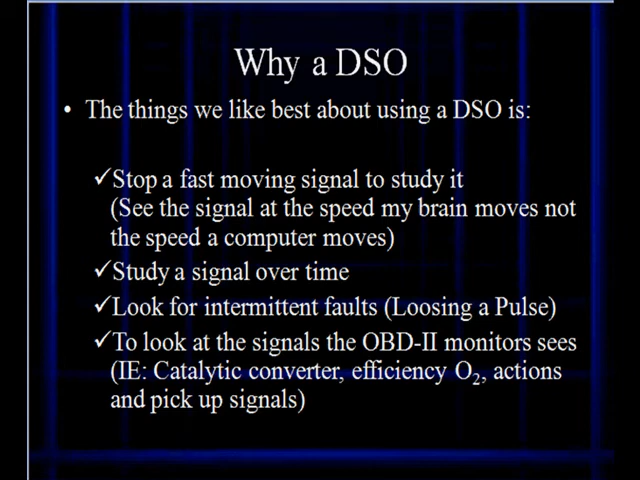 Why a DSO
• The things we like best about using a DSO is:
✓Stop a fast moving signal to study it
(See the signal at the speed my brain moves not
the speed a computer moves)
✓Study a signal over time
✓Look for intermittent faults (Loosing a Pulse)
✓To look at the signals the OBD-II monitors sees
(IE: Catalytic converter, efficiency O₂, actions
and pick up signals)